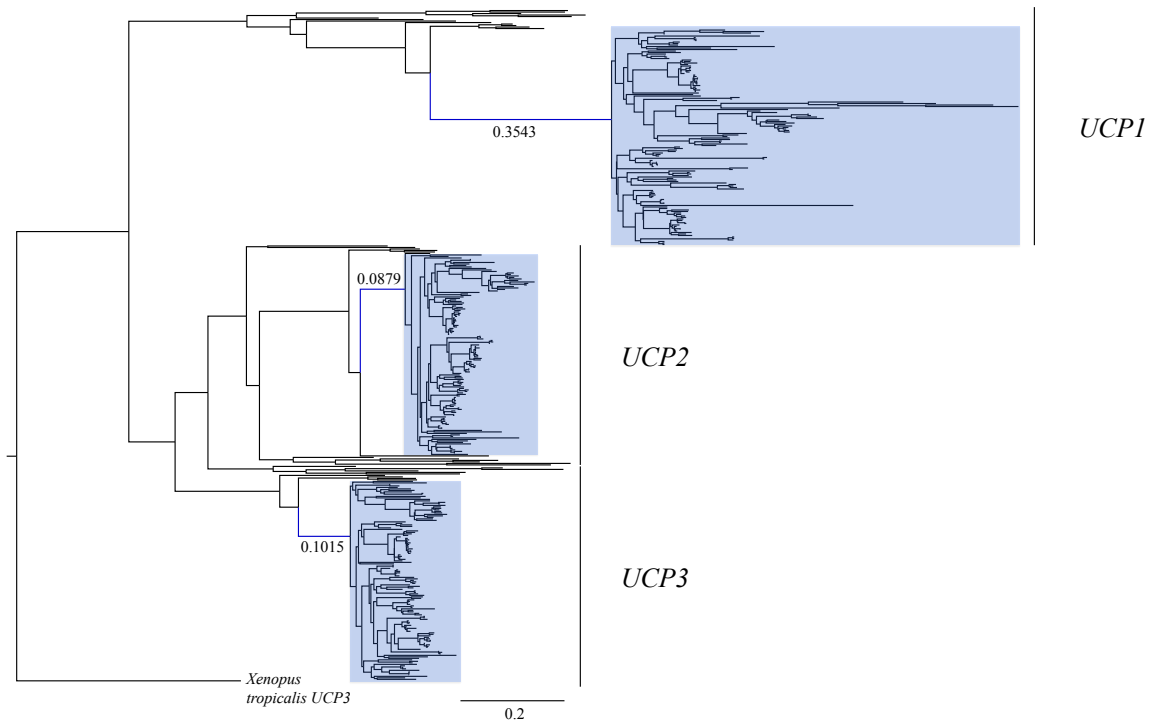 0.3543
UCP1
0.0879
UCP2
0.1015
UCP3
Xenopus
tropicalis UCP3
0.2